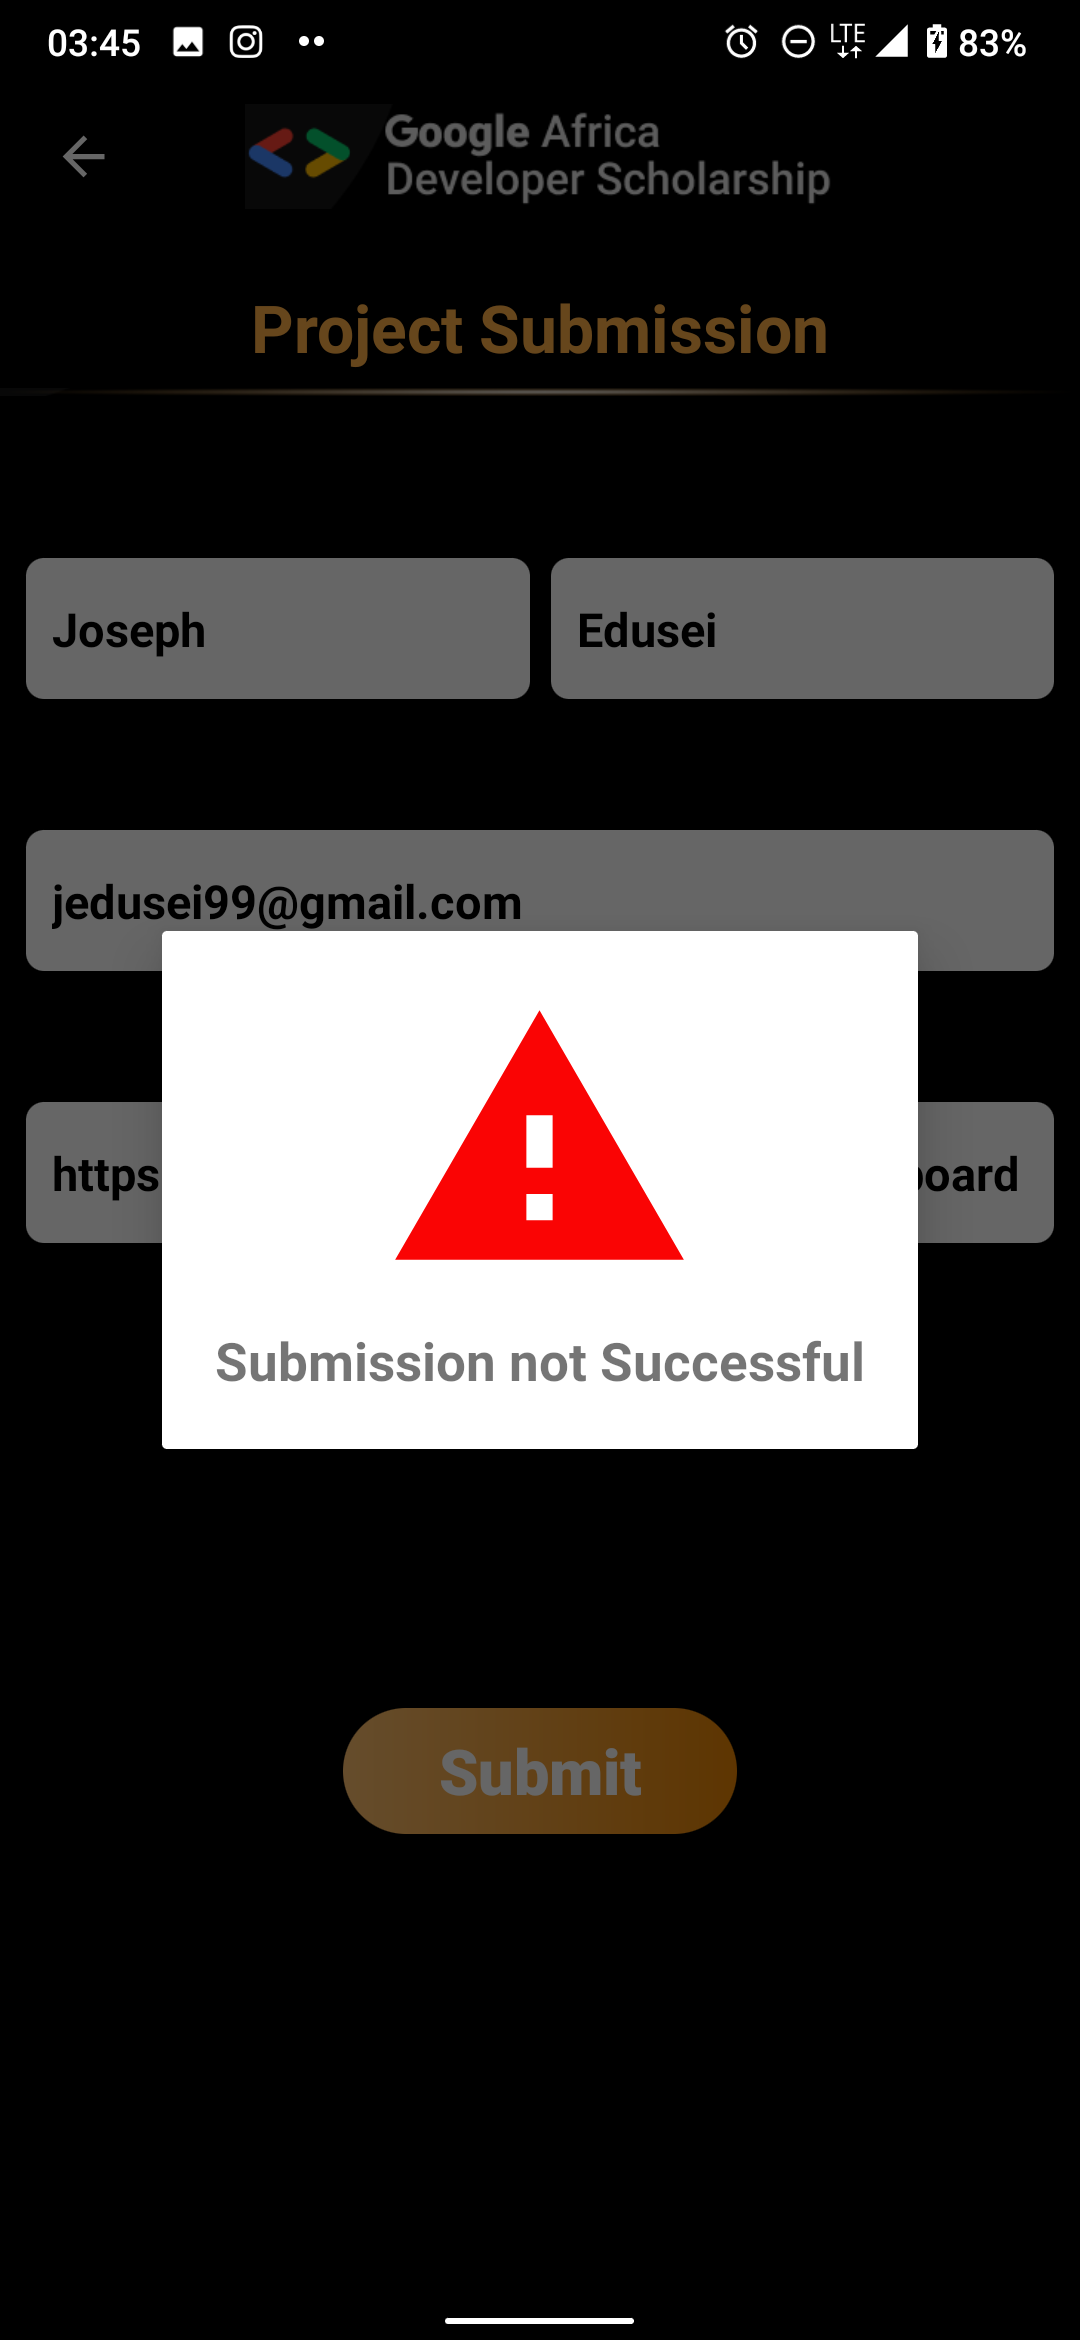 03:45 LTE 83%
Google Africa
Developer Scholarship
Project Submission
Joseph Edusei
jedusei99@gmail.com
https
Submission not Successful
Submit